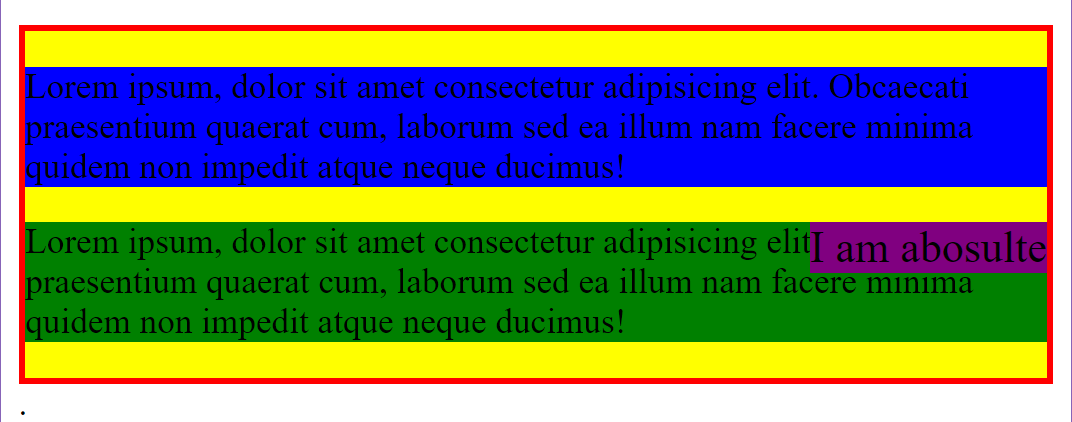 Lorem ipsum, dolor sit amet consectetur adipisicing elit. Obcaecati
praesentium quaerat cum, laborum sed ea illum nam facere minima
quidem non impedit atque neque ducimus!
Lorem ipsum, dolor sit amet consectetur adipisicing elit
I am abosulte
praesentium quaerat cum, laborum sed ea illum nam facere minima
quidem non impedit atque neque ducimus!
.